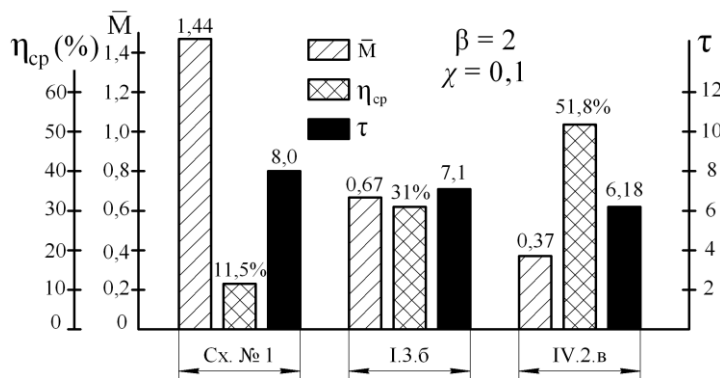 η_ср (%)
M̄
β = 2
χ = 0,1
τ
M̄
η_ср
τ
60
50
40
30
20
10
0
1,4
1,2
1,0
0,8
0,6
0,4
0,2
0
1,44
11,5%
8,0
0,67
31%
7,1
0,37
51,8%
6,18
12
10
8
6
4
2
Сх. № 1
I.3.б
IV.2.в